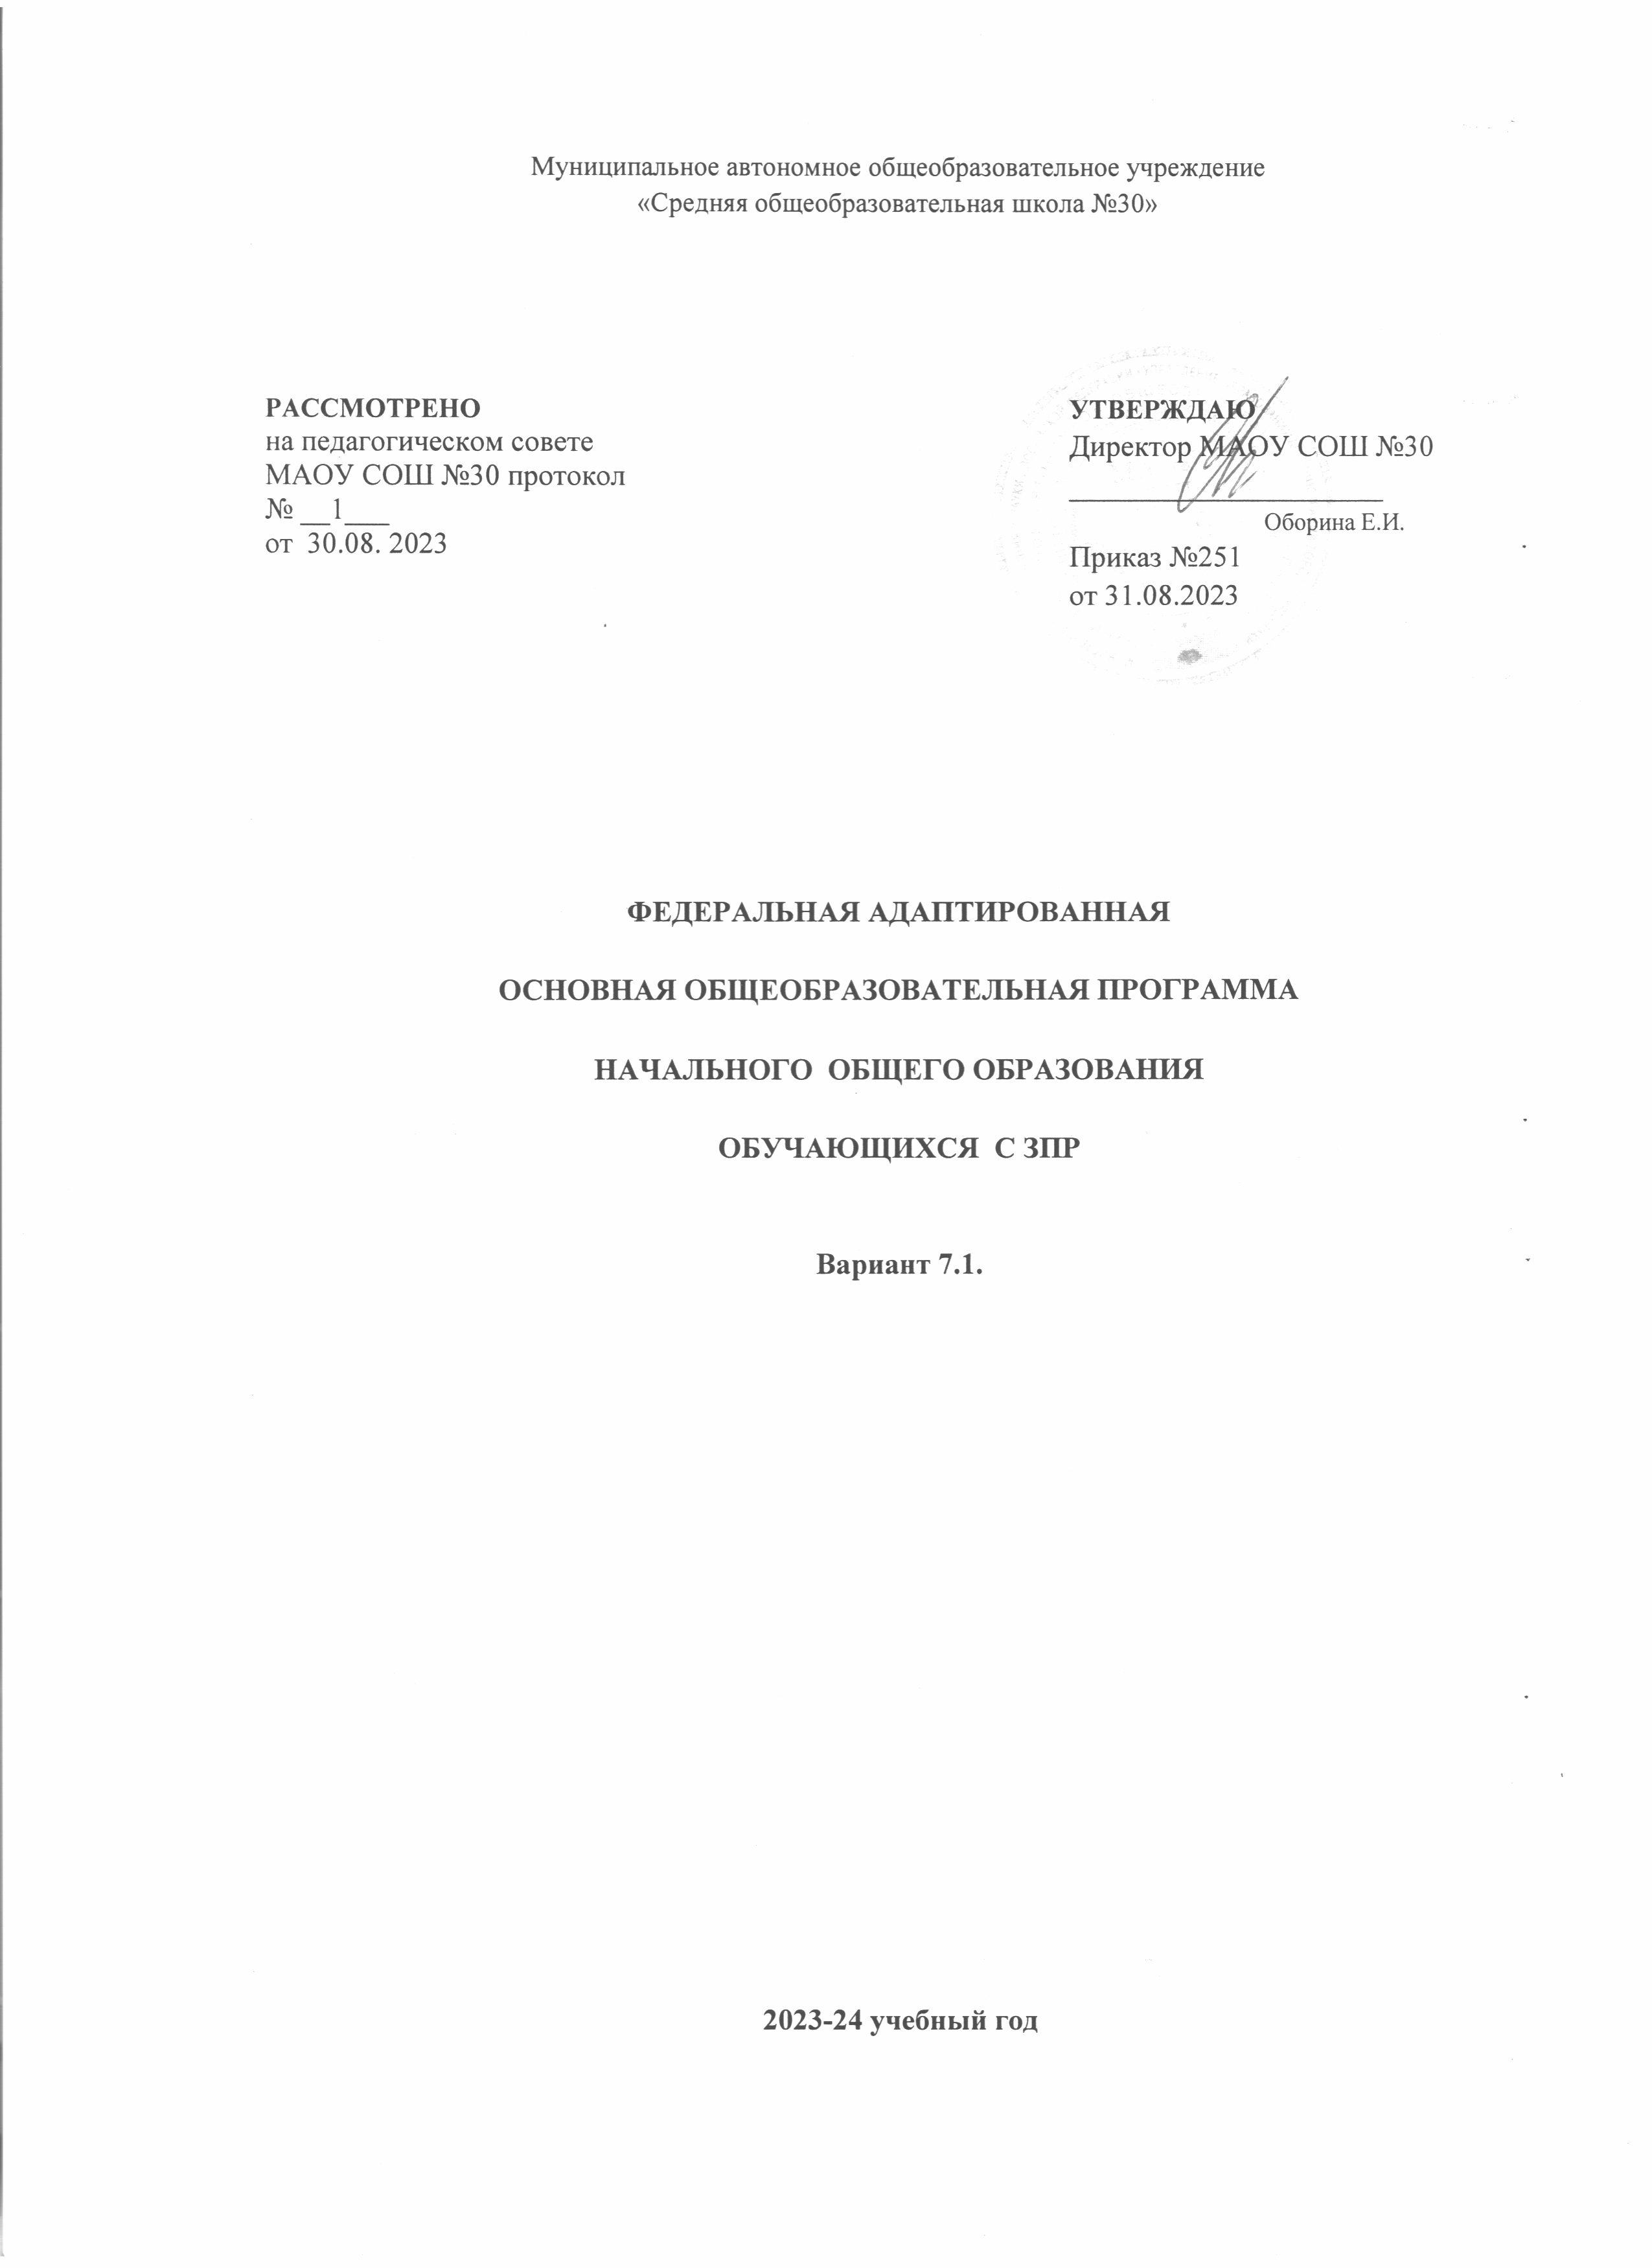 Муниципальное автономное общеобразовательное учреждение
«Средняя общеобразовательная школа №30»
РАССМОТРЕНО
на педагогическом совете
МАОУ СОШ №30 протокол
№ __1___
от 30.08. 2023
УТВЕРЖДАЮ
Директор МАОУ СОШ №30
Оборина Е.И.
Приказ №251
от 31.08.2023
ФЕДЕРАЛЬНАЯ АДАПТИРОВАННАЯ
ОСНОВНАЯ ОБЩЕОБРАЗОВАТЕЛЬНАЯ ПРОГРАММА
НАЧАЛЬНОГО ОБЩЕГО ОБРАЗОВАНИЯ
ОБУЧАЮЩИХСЯ С ЗПР
Вариант 7.1.
2023-24 учебный год